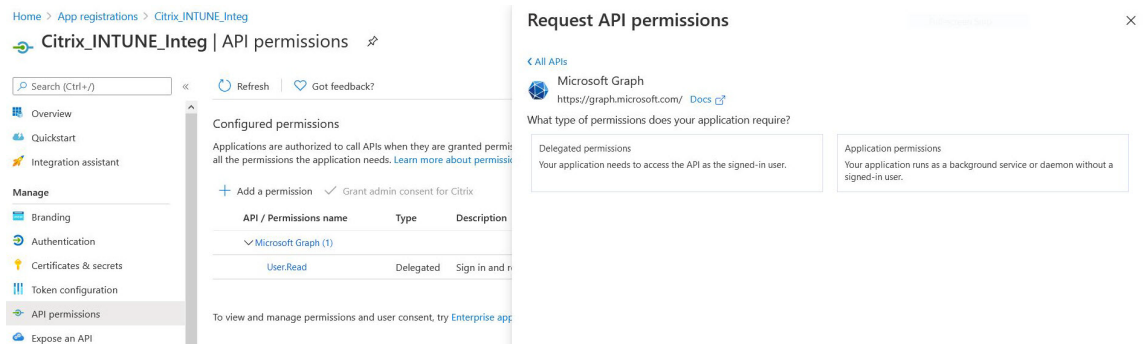 Home > App registrations > Citrix_INTUNE_Integ
Citrix_INTUNE_Integ | API permissions
Search (Ctrl+/)
«
Overview
Quickstart
Integration assistant
Manage
Branding
Authentication
Certificates & secrets
Token configuration
API permissions
Expose an API
Refresh
Got feedback?
Configured permissions
Applications are authorized to call APIs when they are granted permis
all the permissions the application needs. Learn more about permissio
Add a permission
Grant admin consent for Citrix
API / Permissions name Type Description
Microsoft Graph (1)
User.Read Delegated Sign in and r
To view and manage permissions and user consent, try Enterprise app
Request API permissions
All APIs
Microsoft Graph
https://graph.microsoft.com/ Docs
What type of permissions does your application require?
Delegated permissions
Your application needs to access the API as the signed-in user.
Application permissions
Your application runs as a background service or daemon without a
signed-in user.